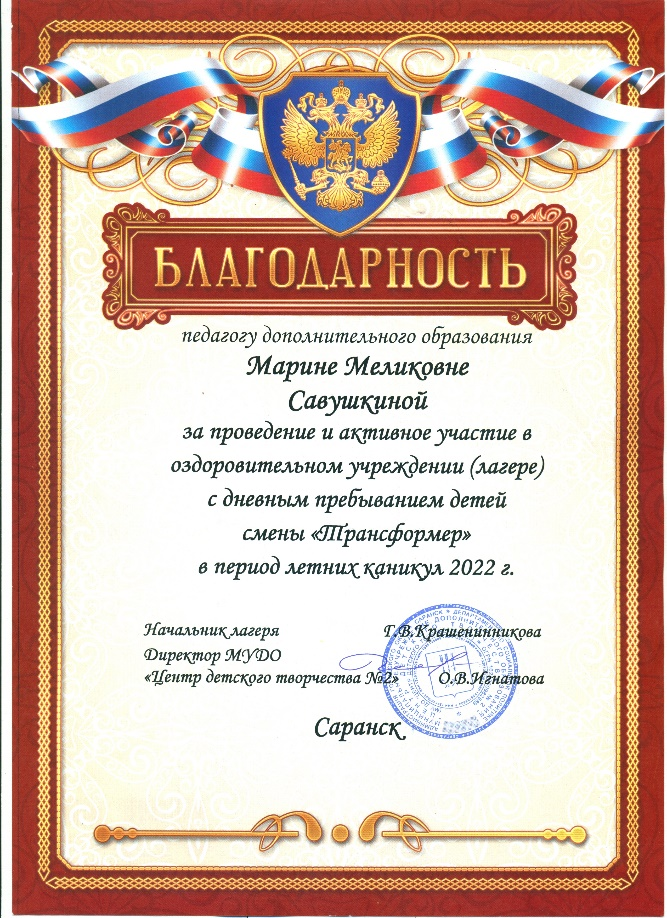 БЛАГОДАРНОСТЬ
педагогу дополнительного образования
Марине Меликовне
Савушкиной
за проведение и активное участие в
оздоровительном учреждении (лагере)
с дневным пребыванием детей
смены «Трансформер»
в период летних каникул 2022 г.
Начальник лагеря Г.В.Крашенинникова
Директор МУДО
«Центр детского творчества №2» О.В.Игнатова
Саранск